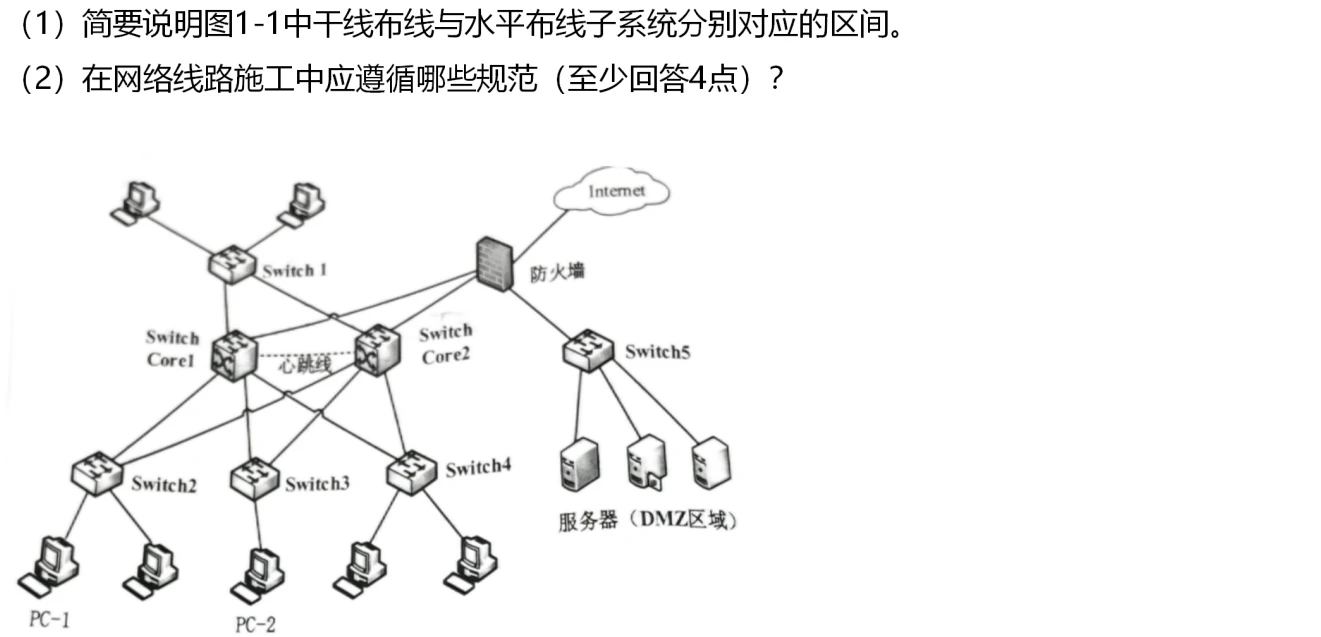 （1）简要说明图1-1中干线布线与水平布线子系统分别对应的区间。
（2）在网络线路施工中应遵循哪些规范（至少回答4点）？
Internet
Switch 1
防火墙
Switch
Core1
心跳线
Switch
Core2
Switch5
Switch2
Switch3
Switch4
服务器（DMZ区域）
PC-1
PC-2